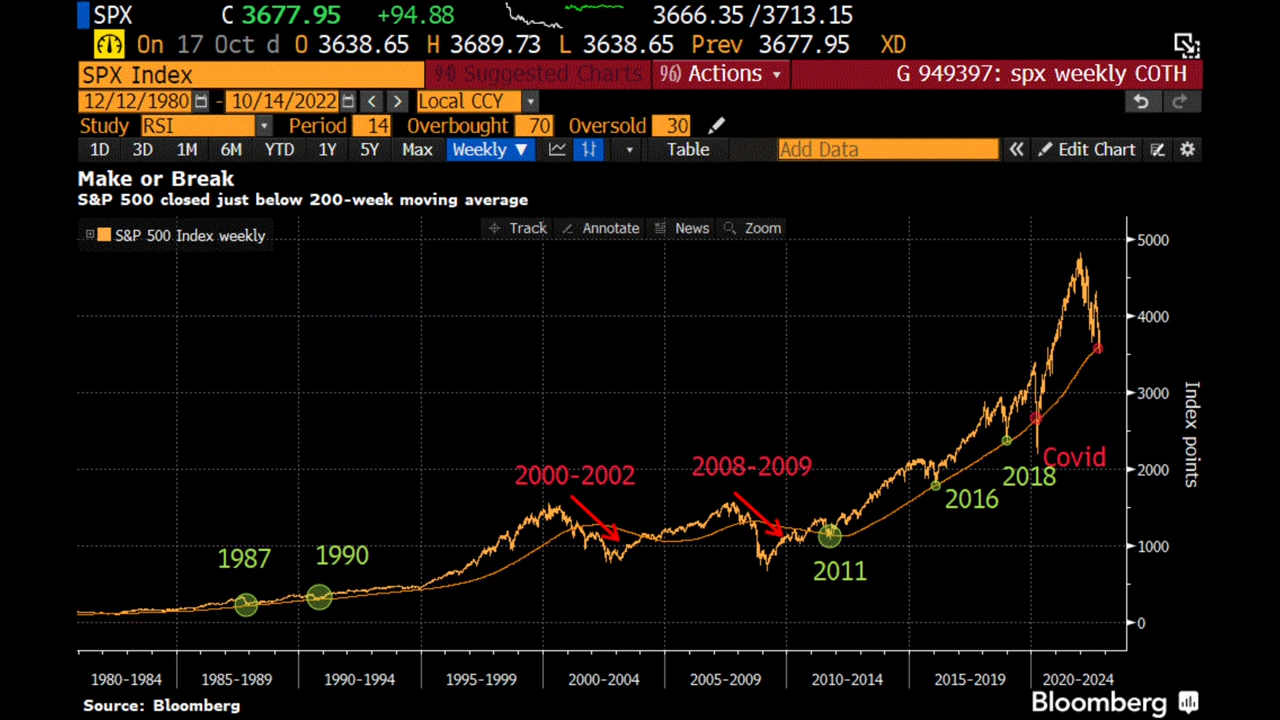 SPX C 3677.95 +94.88 3666.35 /3713.15
On 17 Oct d O 3638.65 H 3689.73 L 3638.65 Prev 3677.95 XD
SPX Index 94) Suggested Charts 96) Actions G 949397: spx weekly COTH
12/12/1980 - 10/14/2022 < > Local CCY
Study RSI Period 14 Overbought 70 Oversold 30
1D 3D 1M 6M YTD 1Y 5Y Max Weekly ▼ Table Add Data « Edit Chart
Make or Break
S&P 500 closed just below 200-week moving average
S&P 500 Index weekly Track Annotate News Zoom
5000
4000
3000
2000
1000
0
Index points
1987
1990
2000-2002
2008-2009
2011
2016
2018
Covid
1980-1984 1985-1989 1990-1994 1995-1999 2000-2004 2005-2009 2010-2014 2015-2019 2020-2024
Source: Bloomberg
Bloomberg